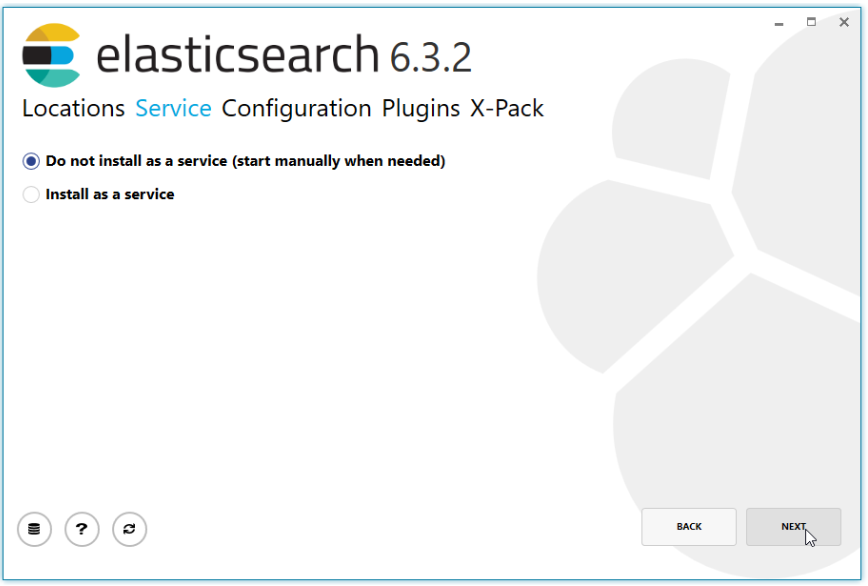 elasticsearch 6.3.2
Locations Service Configuration Plugins X-Pack
Do not install as a service (start manually when needed)
Install as a service
?
BACK NEXT